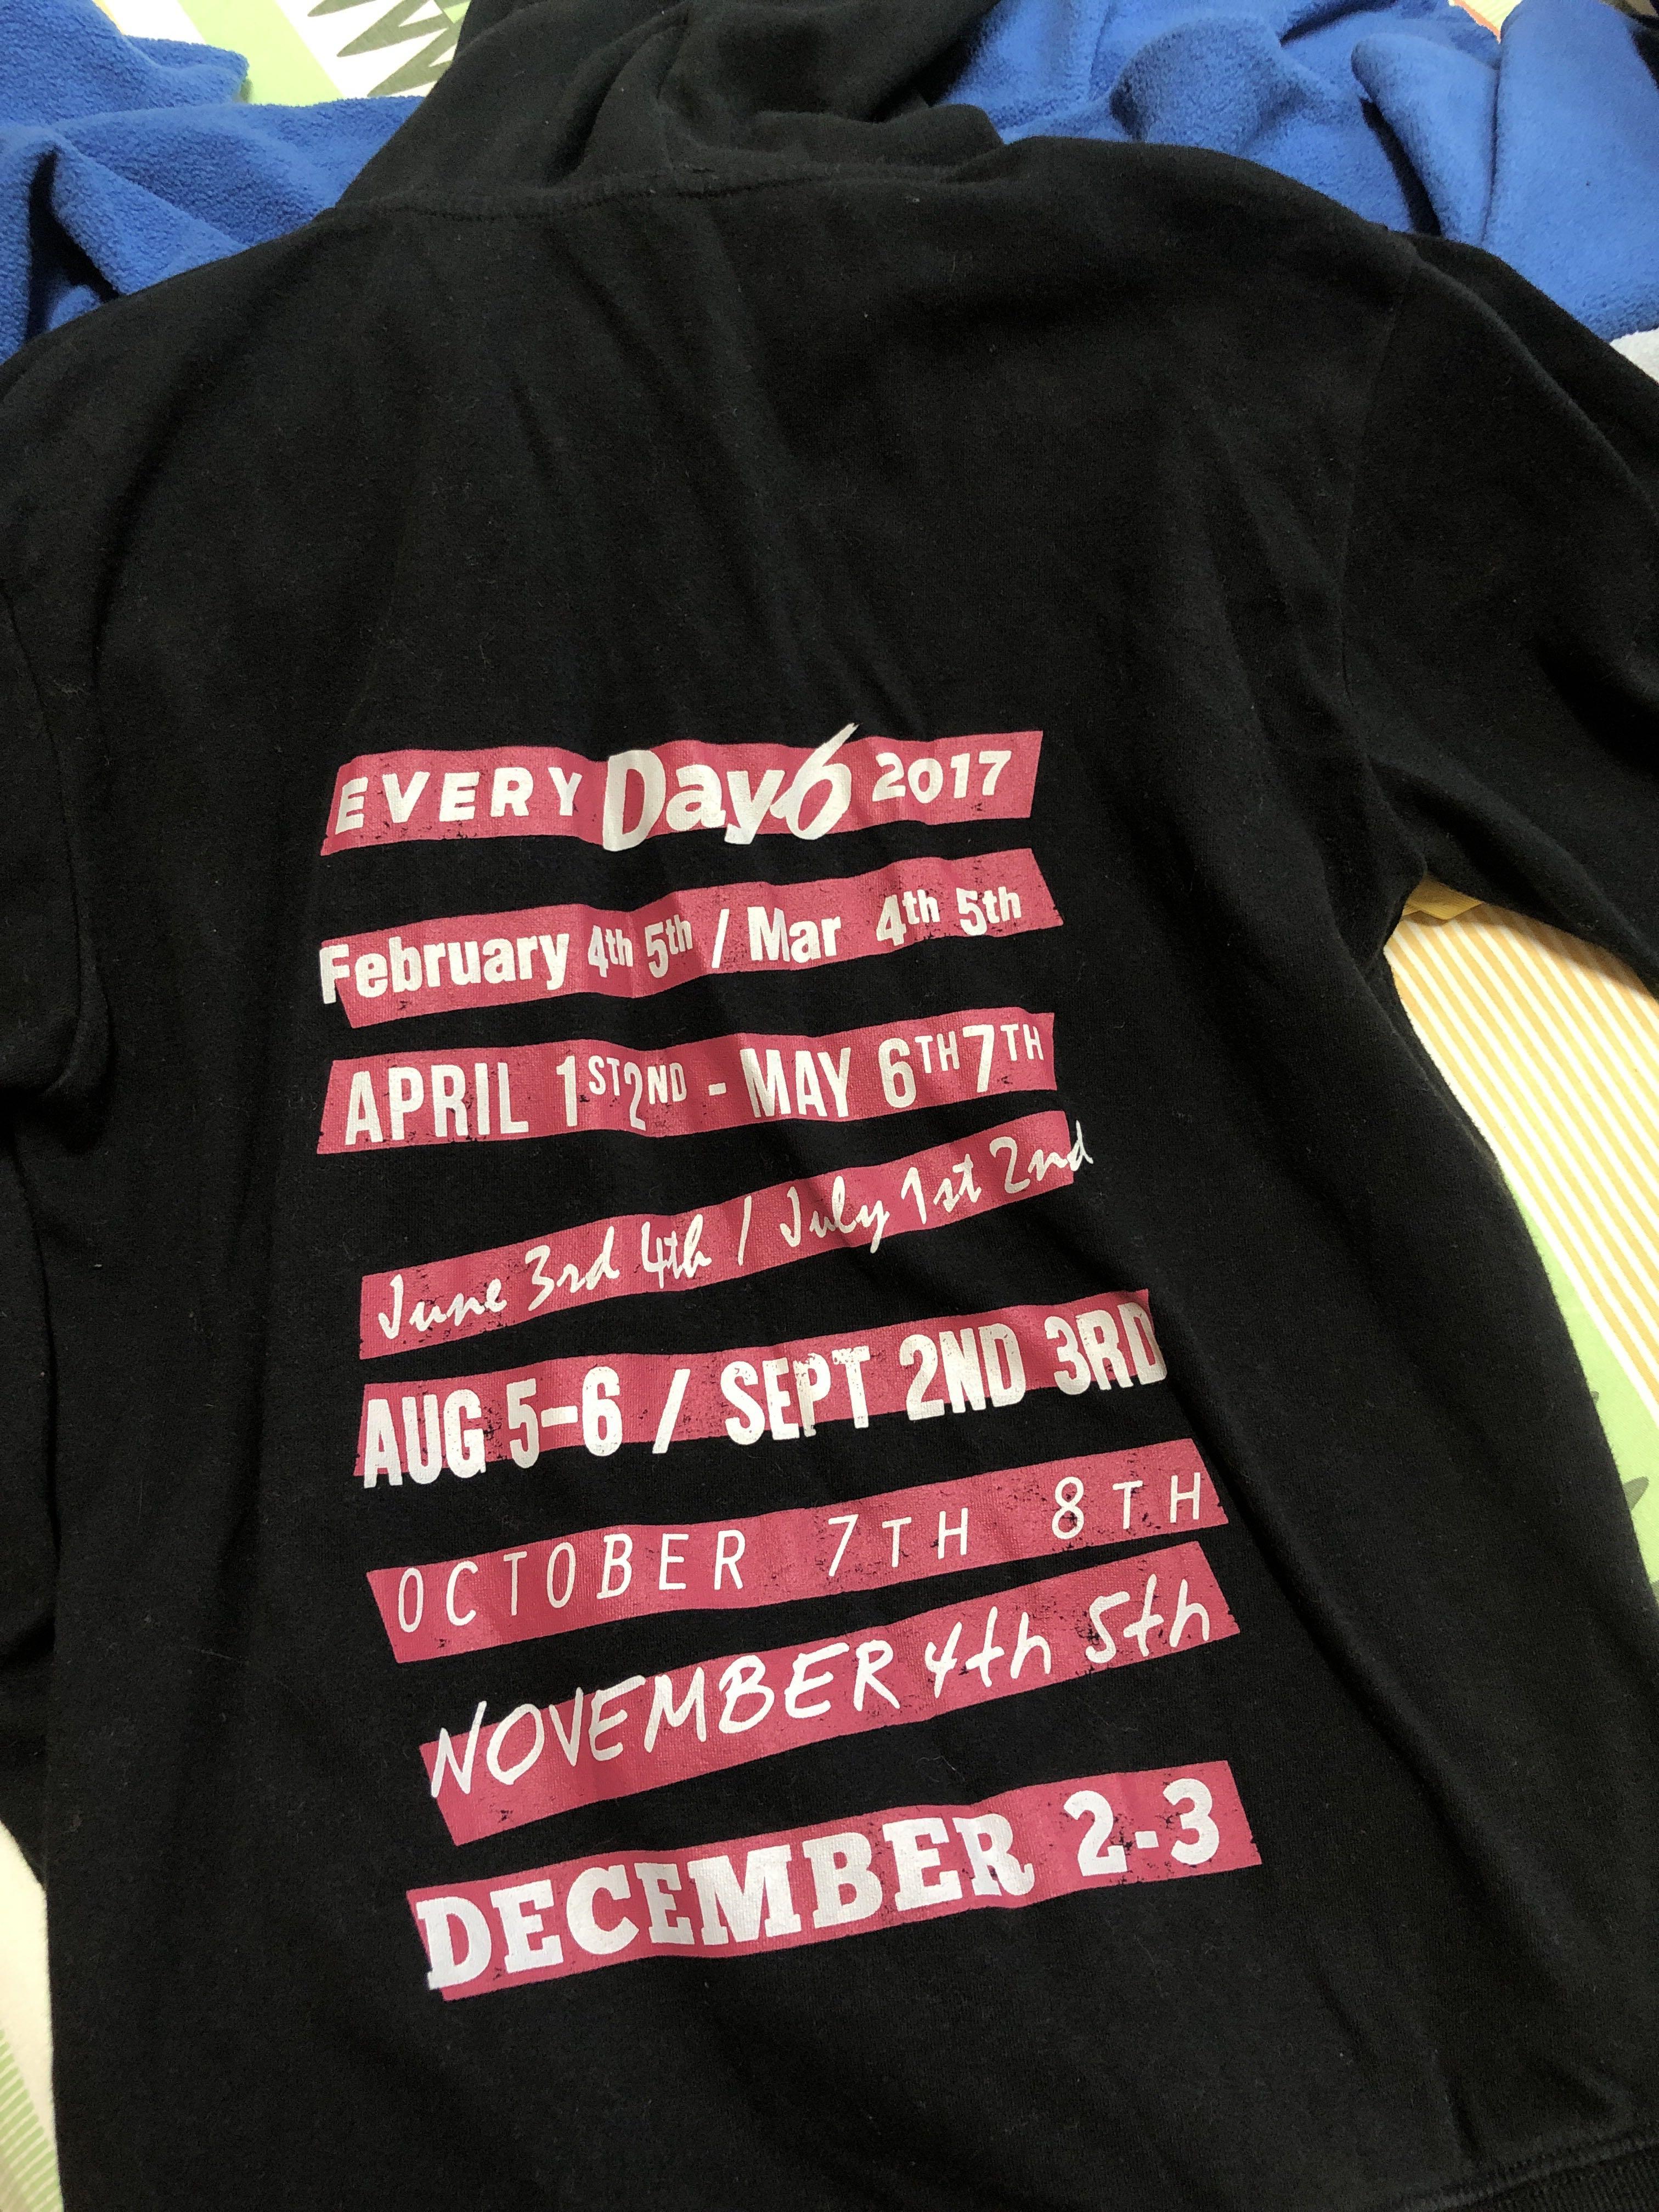 EVERY Day6 2017
February 4th 5th / Mar 4th 5th
APRIL 1ST 2ND - MAY 6TH 7TH
June 3rd 4th / July 1st 2nd
AUG 5-6 / SEPT 2ND 3RD
OCTOBER 7TH 8TH
NOVEMBER 4th 5th
DECEMBER 2-3